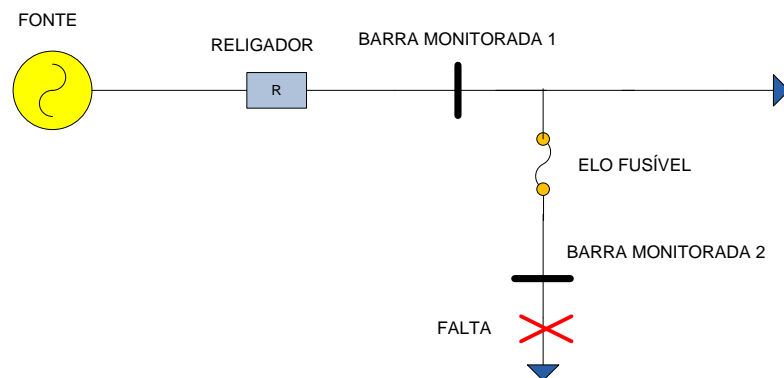 FONTE
RELIGADOR
BARRA MONITORADA 1
R
ELO FUSÍVEL
BARRA MONITORADA 2
FALTA